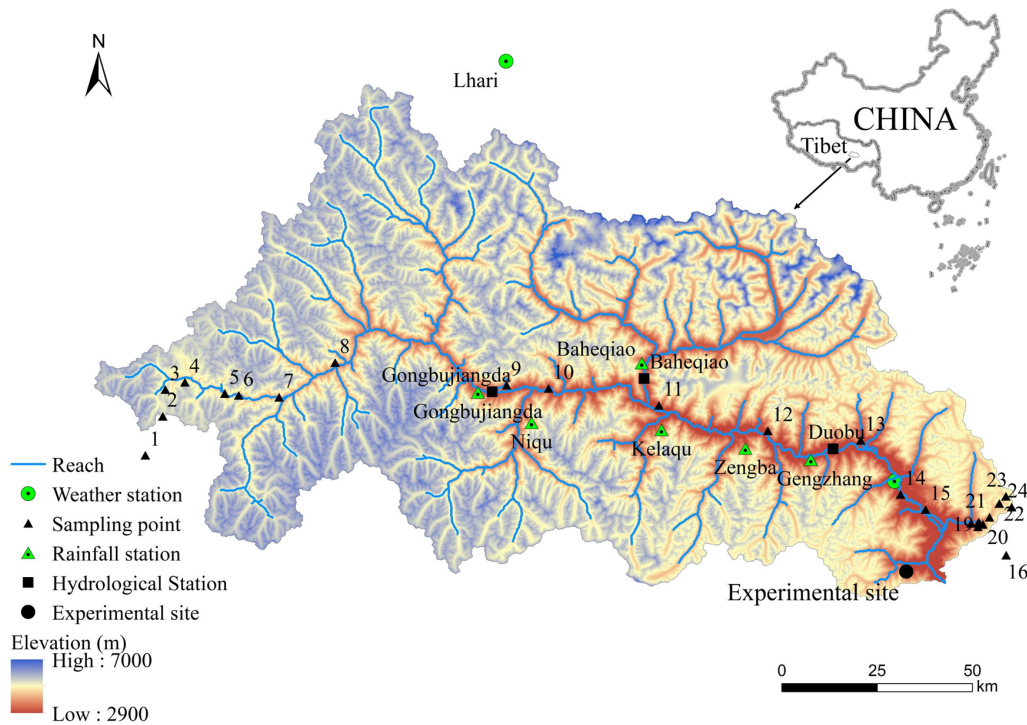 N
Lhari
CHINA
Tibet
8
3
4
5
6
7
2
1
Gongbujiangda
9
10
Gongbujiangda
Niqu
Baheqiao
Baheqiao
11
Kelaqu
12
Zengba
Duobu
13
Gengzhang
14
15
23
24
21
22
19
20
16
Experimental site
Reach
Weather station
Sampling point
Rainfall station
Hydrological Station
Experimental site
Elevation (m)
High : 7000
Low : 2900
0 25 50
km